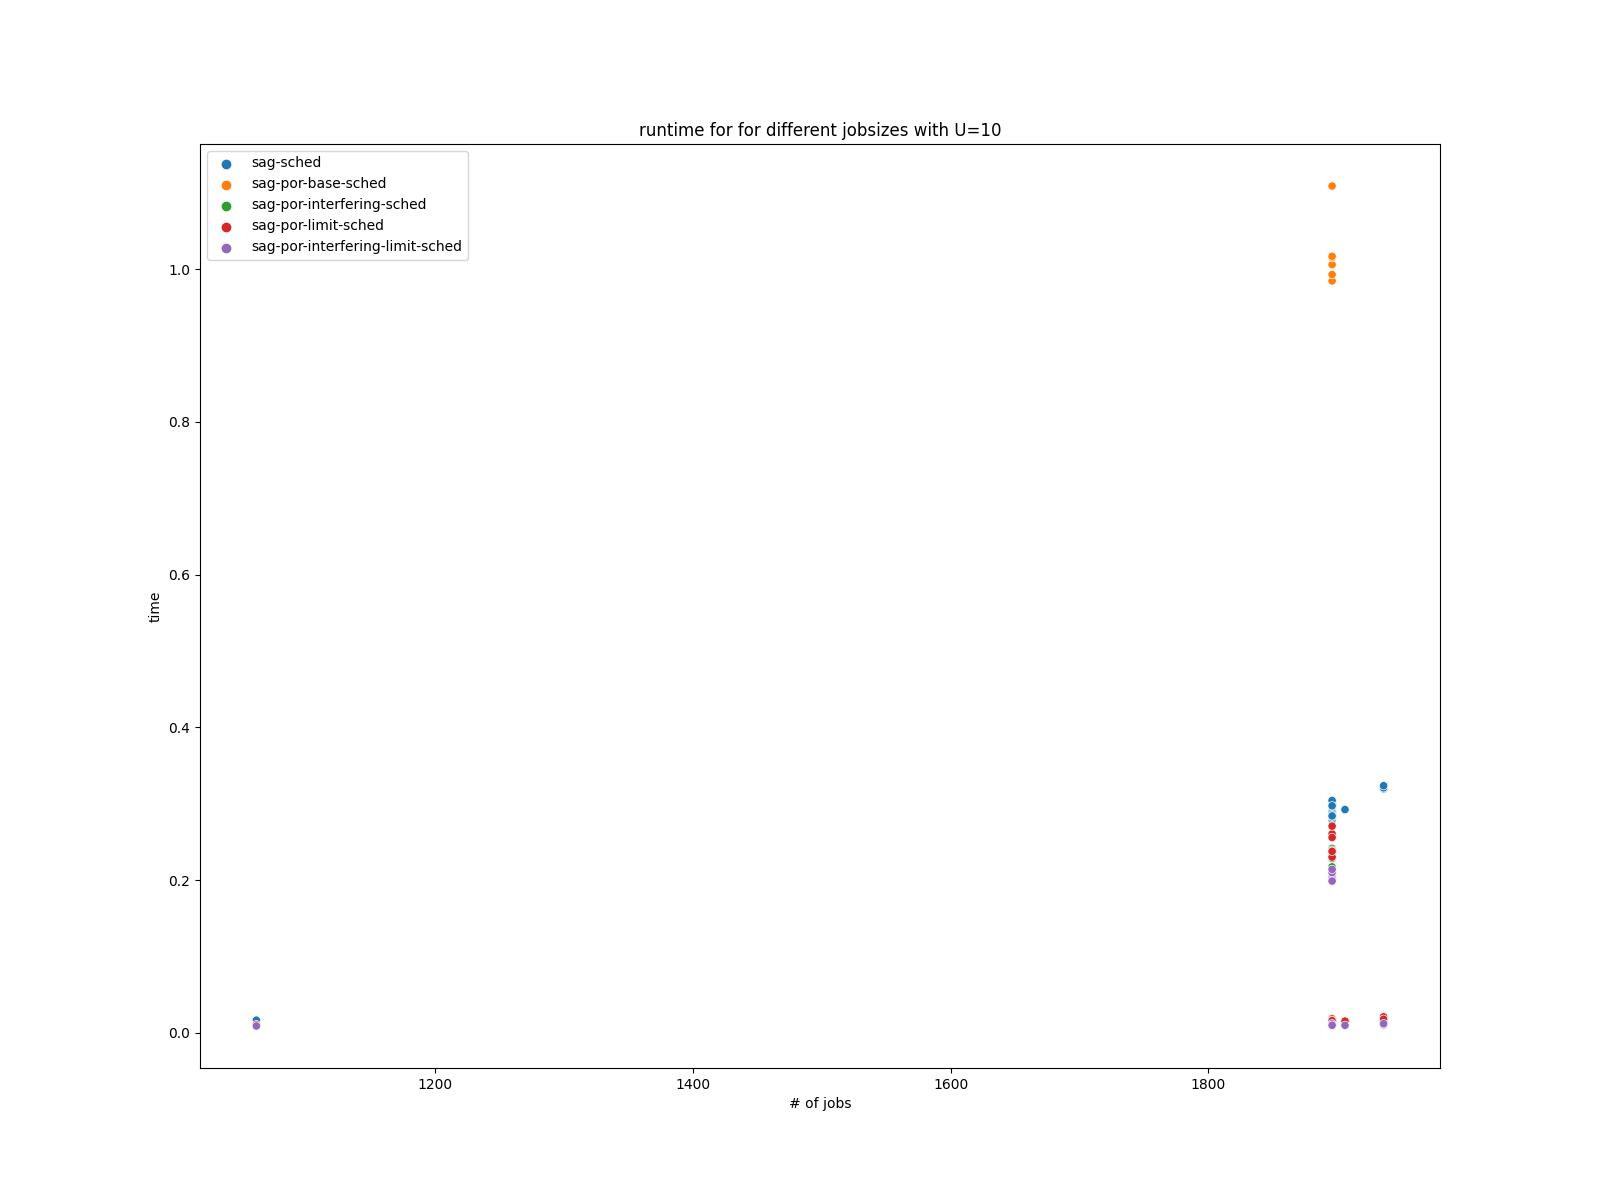 runtime for for different jobsizes with U=10
sag-sched
sag-por-base-sched
sag-por-interfering-sched
sag-por-limit-sched
sag-por-interfering-limit-sched
1.0
0.8
0.6
0.4
0.2
0.0
time
1200 1400 1600 1800
# of jobs